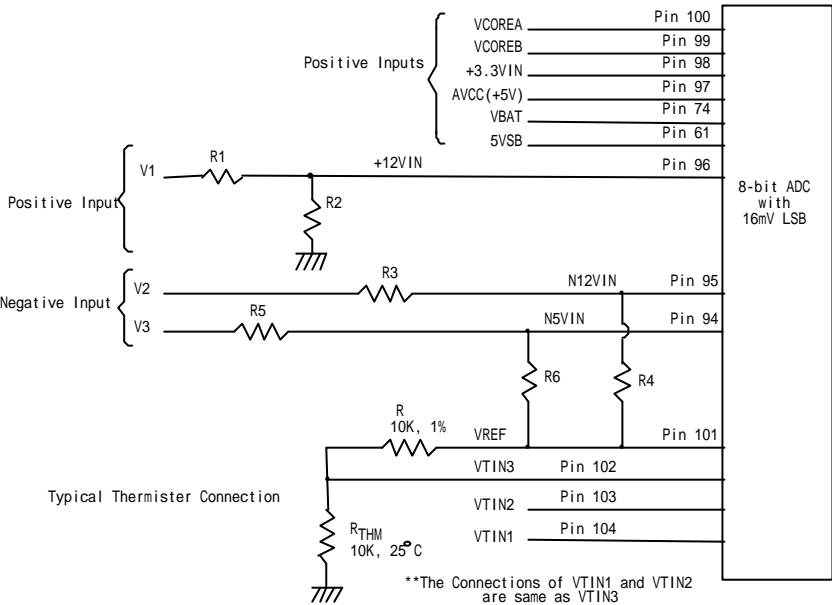 VCOREA Pin 100
VCOREB Pin 99
Positive Inputs
+3.3VIN Pin 98
AVCC(+5V) Pin 97
VBAT Pin 74
5VSB Pin 61
R1
V1 +12VIN Pin 96
8-bit ADC
with
16mV LSB
Positive Input
R2
R3
V2 N12VIN Pin 95
Negative Input
R5
V3 N5VIN Pin 94
R6 R4
R
10K, 1%
VREF Pin 101
VTIN3 Pin 102
Typical Thermister Connection
VTIN2 Pin 103
VTIN1 Pin 104
RTHM
10K, 25°C
**The Connections of VTIN1 and VTIN2
are same as VTIN3